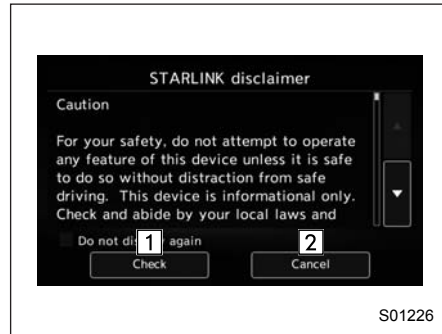 STARLINK disclaimer
Caution
For your safety, do not attempt to operate
any feature of this device unless it is safe
to do so without distraction from safe
driving. This device is informational only.
Check and abide by your local laws and
Do not again
1
2
Check
Cancel
S01226